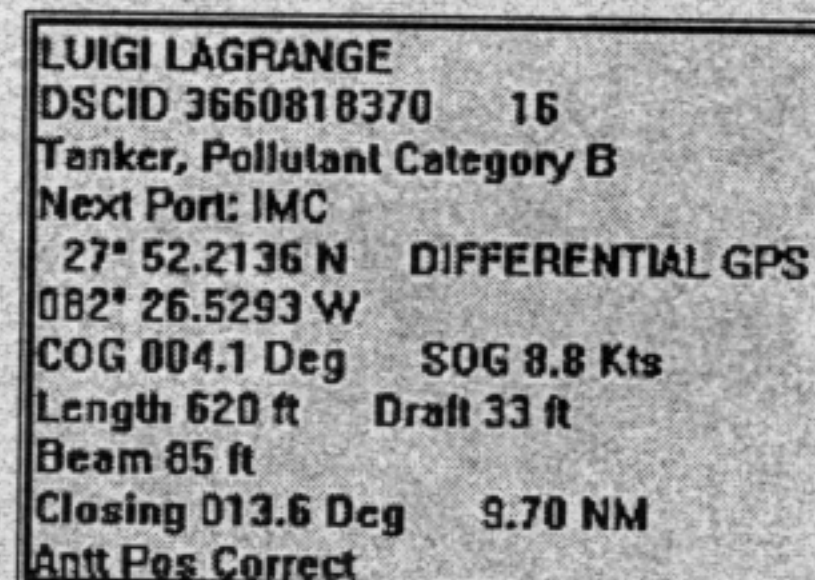 LUIGI LAGRANGE
DSCID 3660818370 16
Tanker, Pollutant Category B
Next Port: IMC
27° 52.2136 N DIFFERENTIAL GPS
082° 26.5293 W
COG 004.1 Deg SOG 8.8 Kts
Length 620 ft Draft 33 ft
Beam 85 ft
Closing 013.6 Deg 9.70 NM
Antt Pos Correct